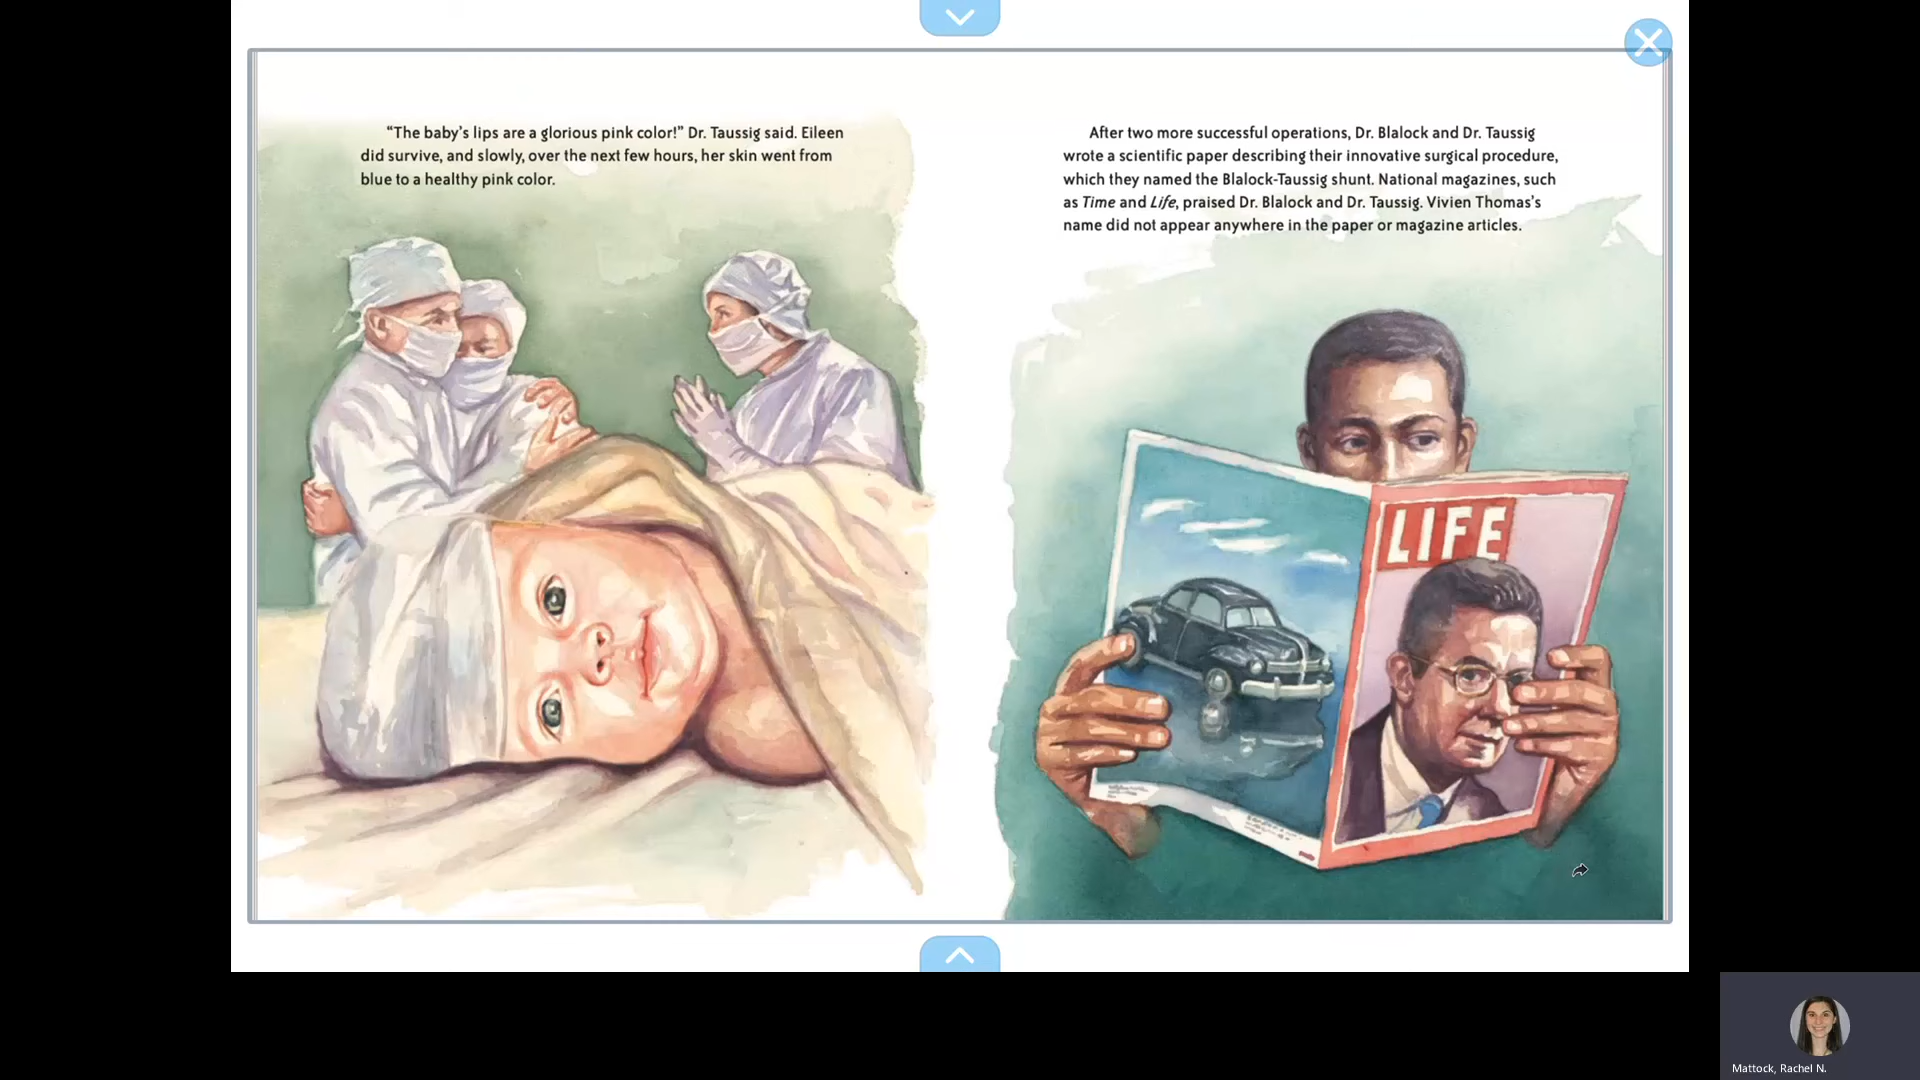 “The baby’s lips are a glorious pink color!” Dr. Taussig said. Eileen
did survive, and slowly, over the next few hours, her skin went from
blue to a healthy pink color.
After two more successful operations, Dr. Blalock and Dr. Taussig
wrote a scientific paper describing their innovative surgical procedure,
which they named the Blalock-Taussig shunt. National magazines, such
as Time and Life, praised Dr. Blalock and Dr. Taussig. Vivien Thomas’s
name did not appear anywhere in the paper or magazine articles.
LIFE
Mattock, Rachel N.